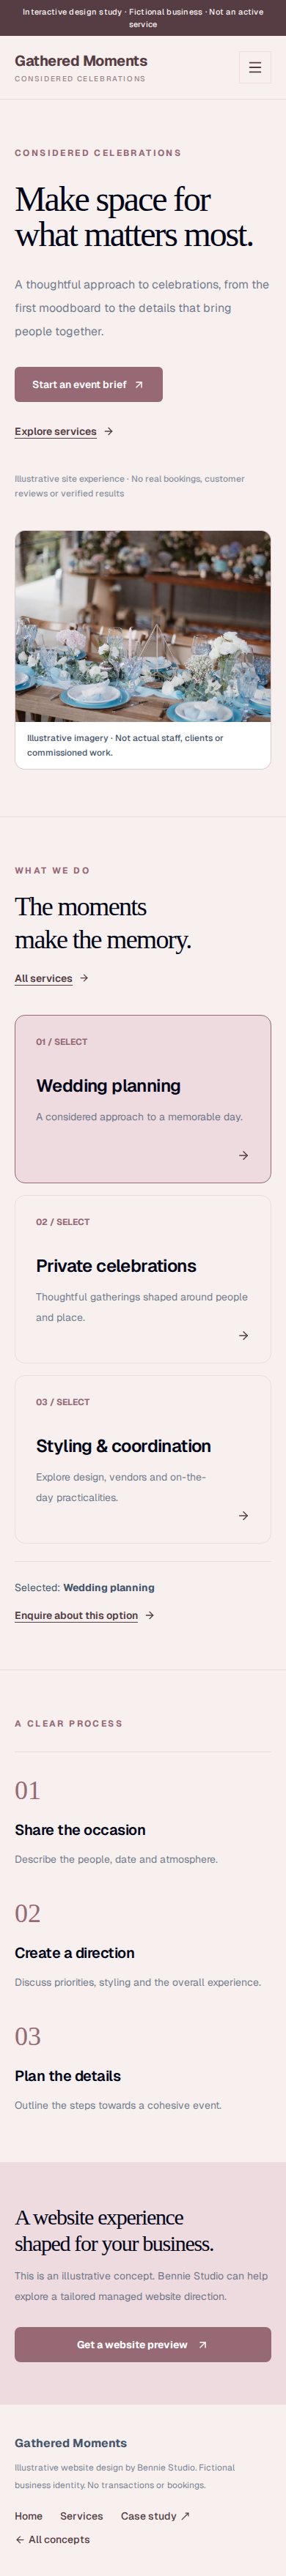 Interactive design study · Fictional business · Not an active
service
Gathered Moments
CONSIDERED CELEBRATIONS
CONSIDERED CELEBRATIONS
Make space for
what matters most.
A thoughtful approach to celebrations, from the
first moodboard to the details that bring
people together.
Start an event brief ↗
Explore services →
Illustrative site experience · No real bookings, customer
reviews or verified results
Illustrative imagery · Not actual staff, clients or
commissioned work.
WHAT WE DO
The moments
make the memory.
All services →
01 / SELECT
Wedding planning
A considered approach to a memorable day.
→
02 / SELECT
Private celebrations
Thoughtful gatherings shaped around people
and place.
→
03 / SELECT
Styling & coordination
Explore design, vendors and on-the-
day practicalities.
→
Selected: Wedding planning
Enquire about this option →
A CLEAR PROCESS
01
Share the occasion
Describe the people, date and atmosphere.
02
Create a direction
Discuss priorities, styling and the overall experience.
03
Plan the details
Outline the steps towards a cohesive event.
A website experience
shaped for your business.
This is an illustrative concept. Bennie Studio can help
explore a tailored managed website direction.
Get a website preview ↗
Gathered Moments
Illustrative website design by Bennie Studio. Fictional
business identity. No transactions or bookings.
Home Services Case study ↗
← All concepts